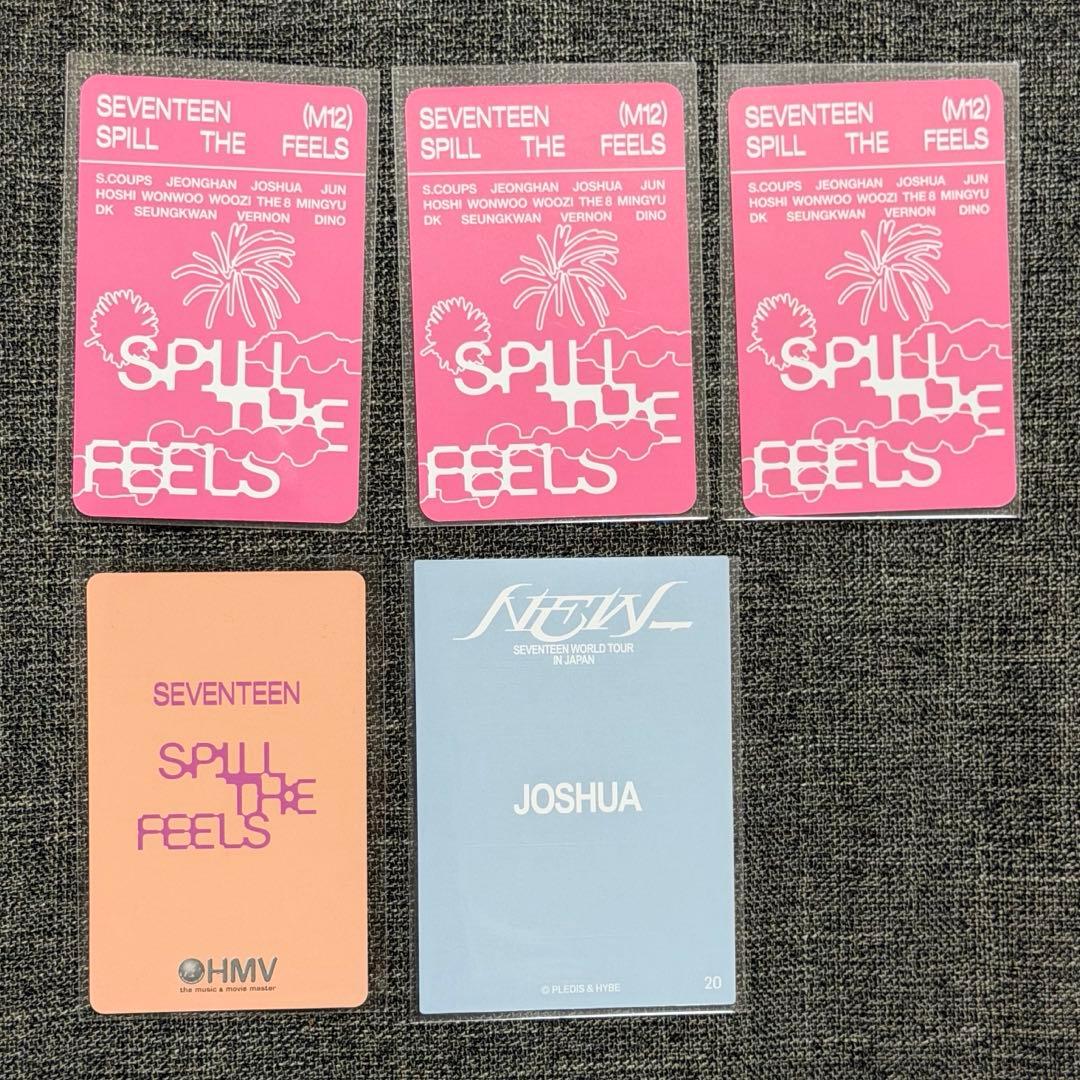 SEVENTEEN (M12)
SPILL THE FEELS
S.COUPS JEONGHAN JOSHUA JUN
HOSHI WONWOO WOOZI THE 8 MINGYU
DK SEUNGKWAN VERNON DINO
SPILL
THE
FEELS
SEVENTEEN (M12)
SPILL THE FEELS
S.COUPS JEONGHAN JOSHUA JUN
HOSHI WONWOO WOOZI THE 8 MINGYU
DK SEUNGKWAN VERNON DINO
SPILL
THE
FEELS
SEVENTEEN (M12)
SPILL THE FEELS
S.COUPS JEONGHAN JOSHUA JUN
HOSHI WONWOO WOOZI THE 8 MINGYU
DK SEUNGKWAN VERNON DINO
SPILL
THE
FEELS
SEVENTEEN
SPILL
THE
FEELS
HMV
the music & movie master
NEW_
SEVENTEEN WORLD TOUR
IN JAPAN
JOSHUA
© PLEDIS & HYBE
20